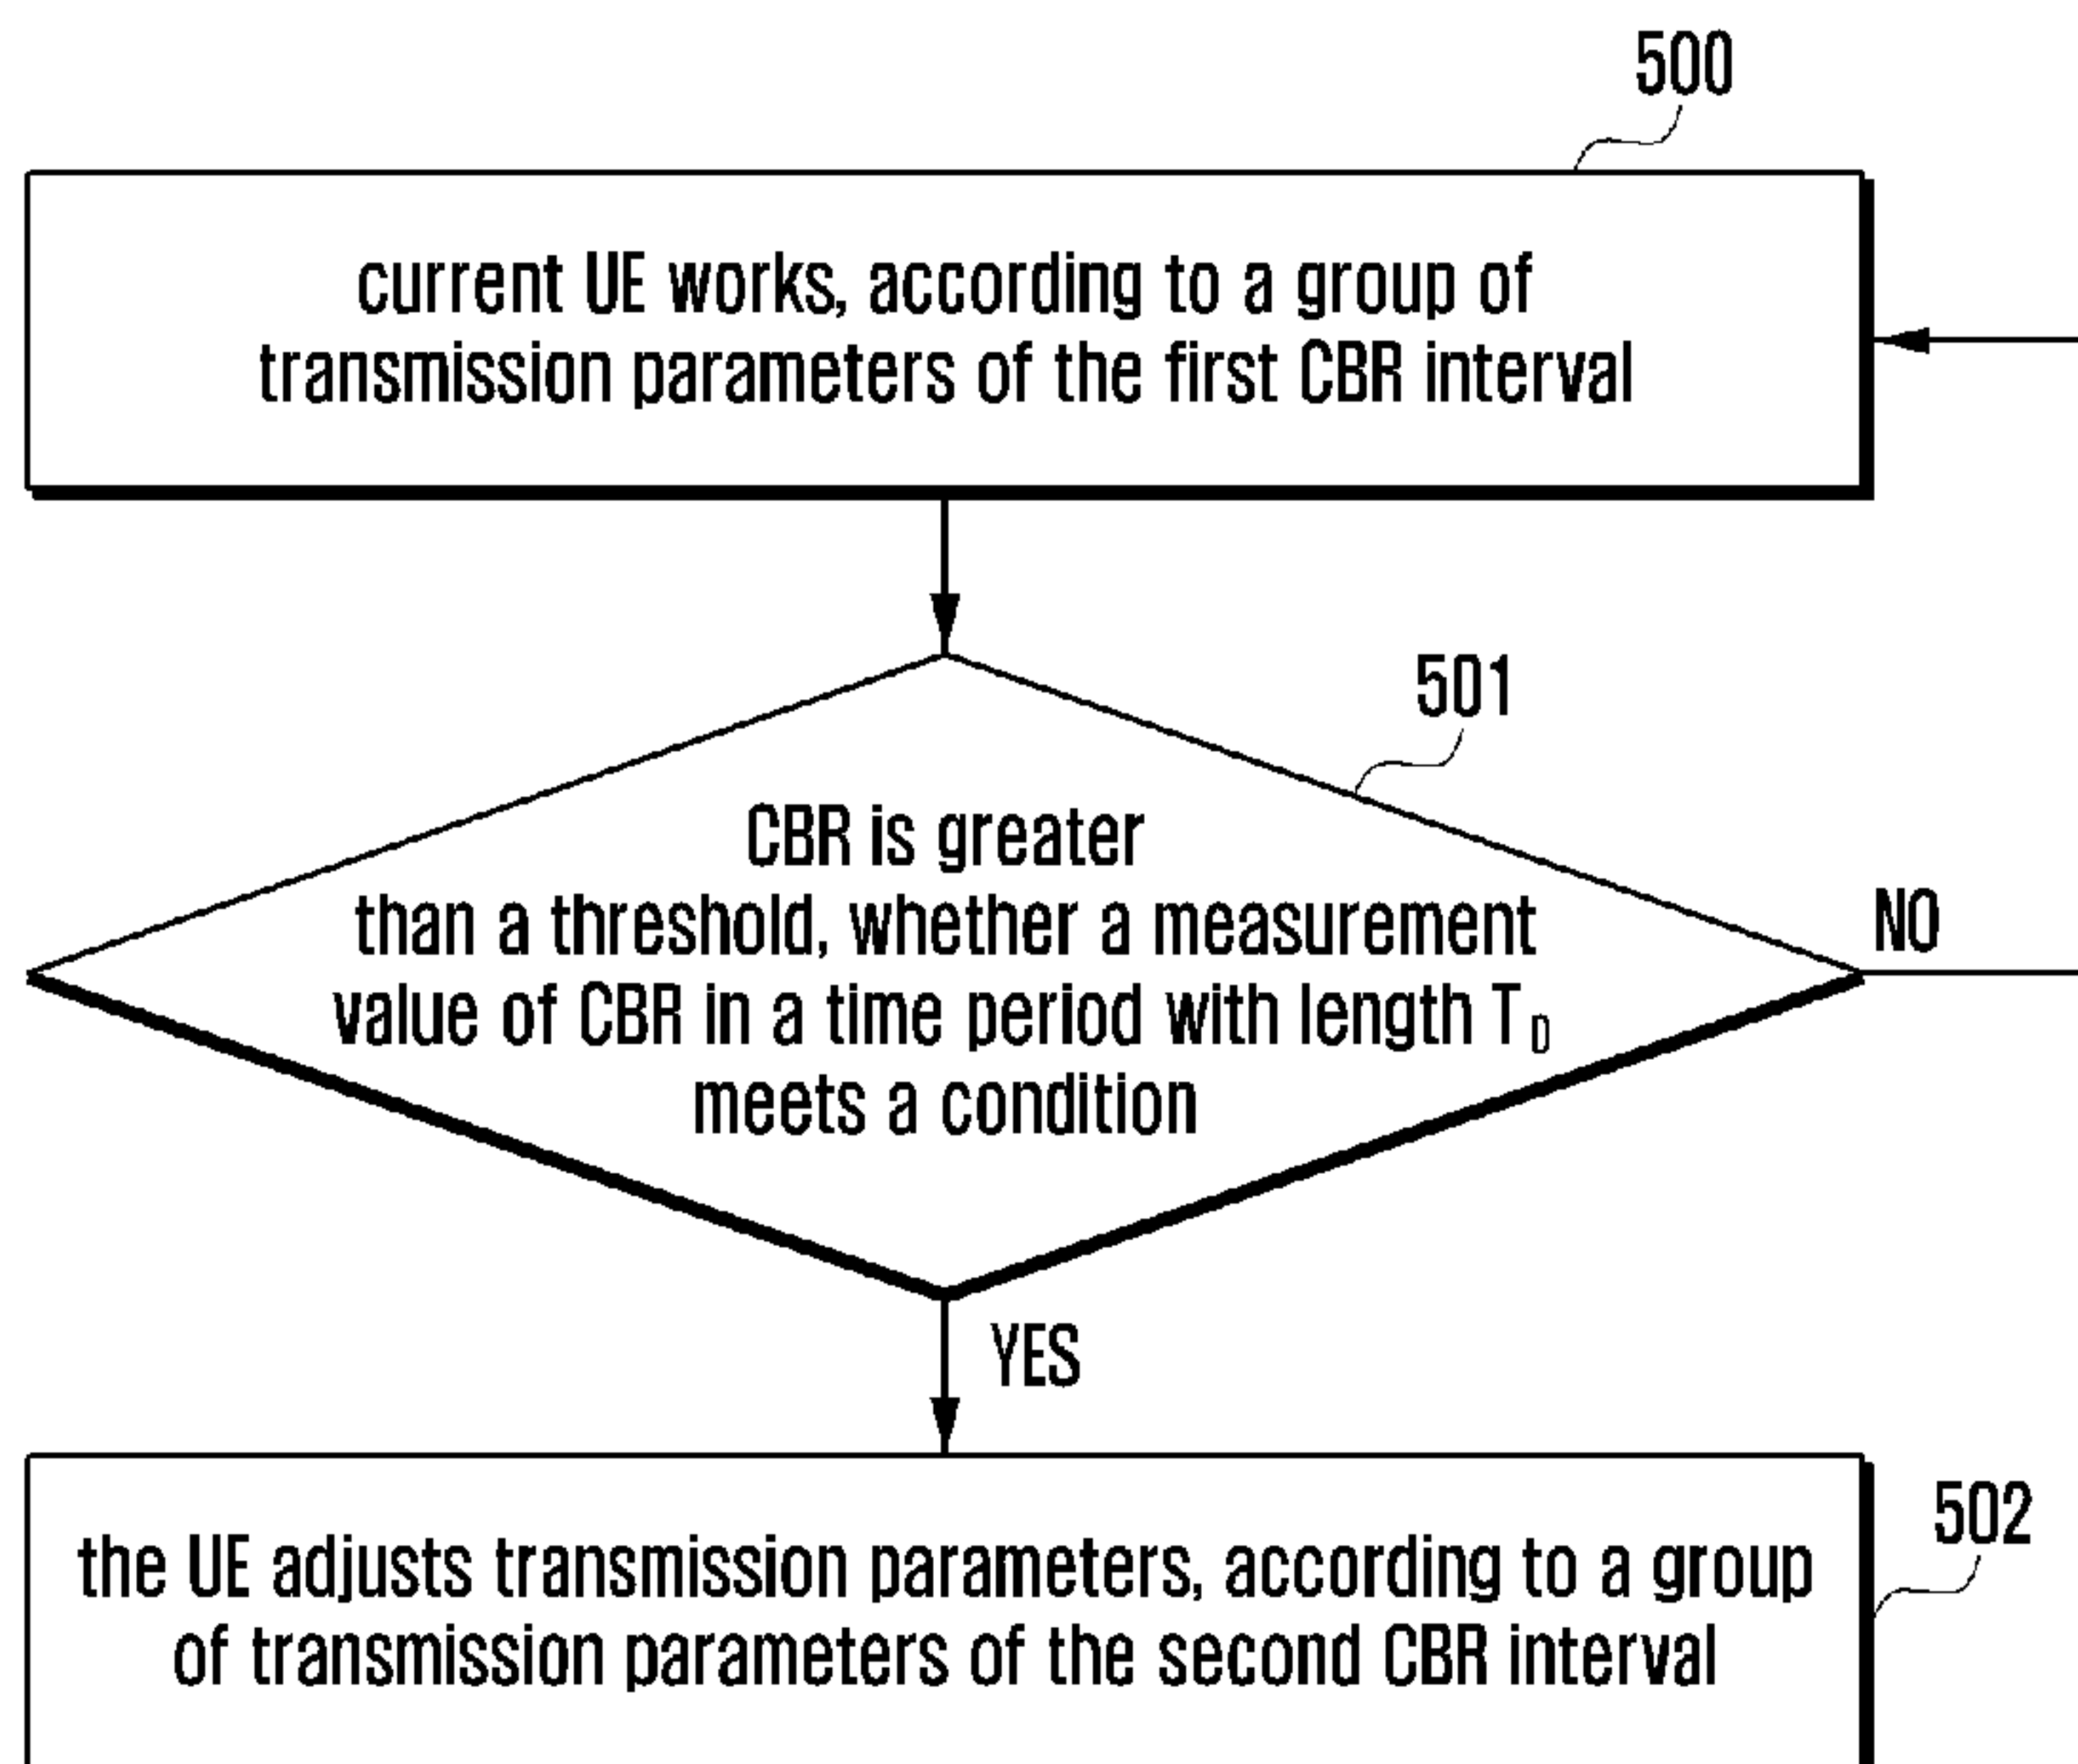 500
current UE works, according to a group of
transmission parameters of the first CBR interval
501
CBR is greater
than a threshold, whether a measurement
value of CBR in a time period with length T_D
meets a condition
NO
YES
502
the UE adjusts transmission parameters, according to a group
of transmission parameters of the second CBR interval